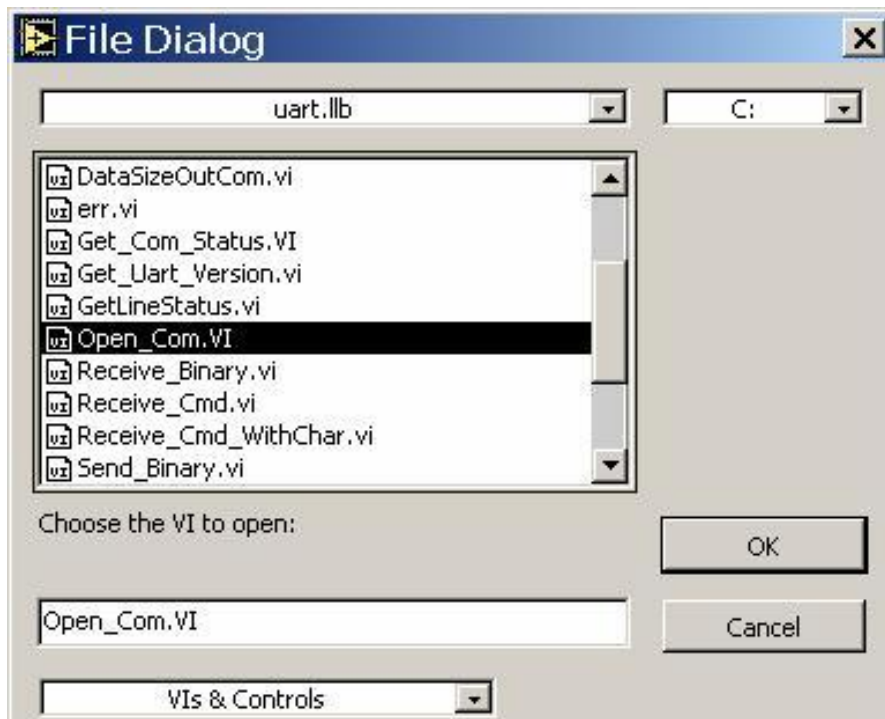 File Dialog
uart.llb
C:
DataSizeOutCom.vi
err.vi
Get_Com_Status.VI
Get_Uart_Version.vi
GetLineStatus.vi
Open_Com.VI
Receive_Binary.vi
Receive_Cmd.vi
Receive_Cmd_WithChar.vi
Send_Binary.vi
Choose the VI to open:
OK
Open_Com.VI
Cancel
VIs & Controls